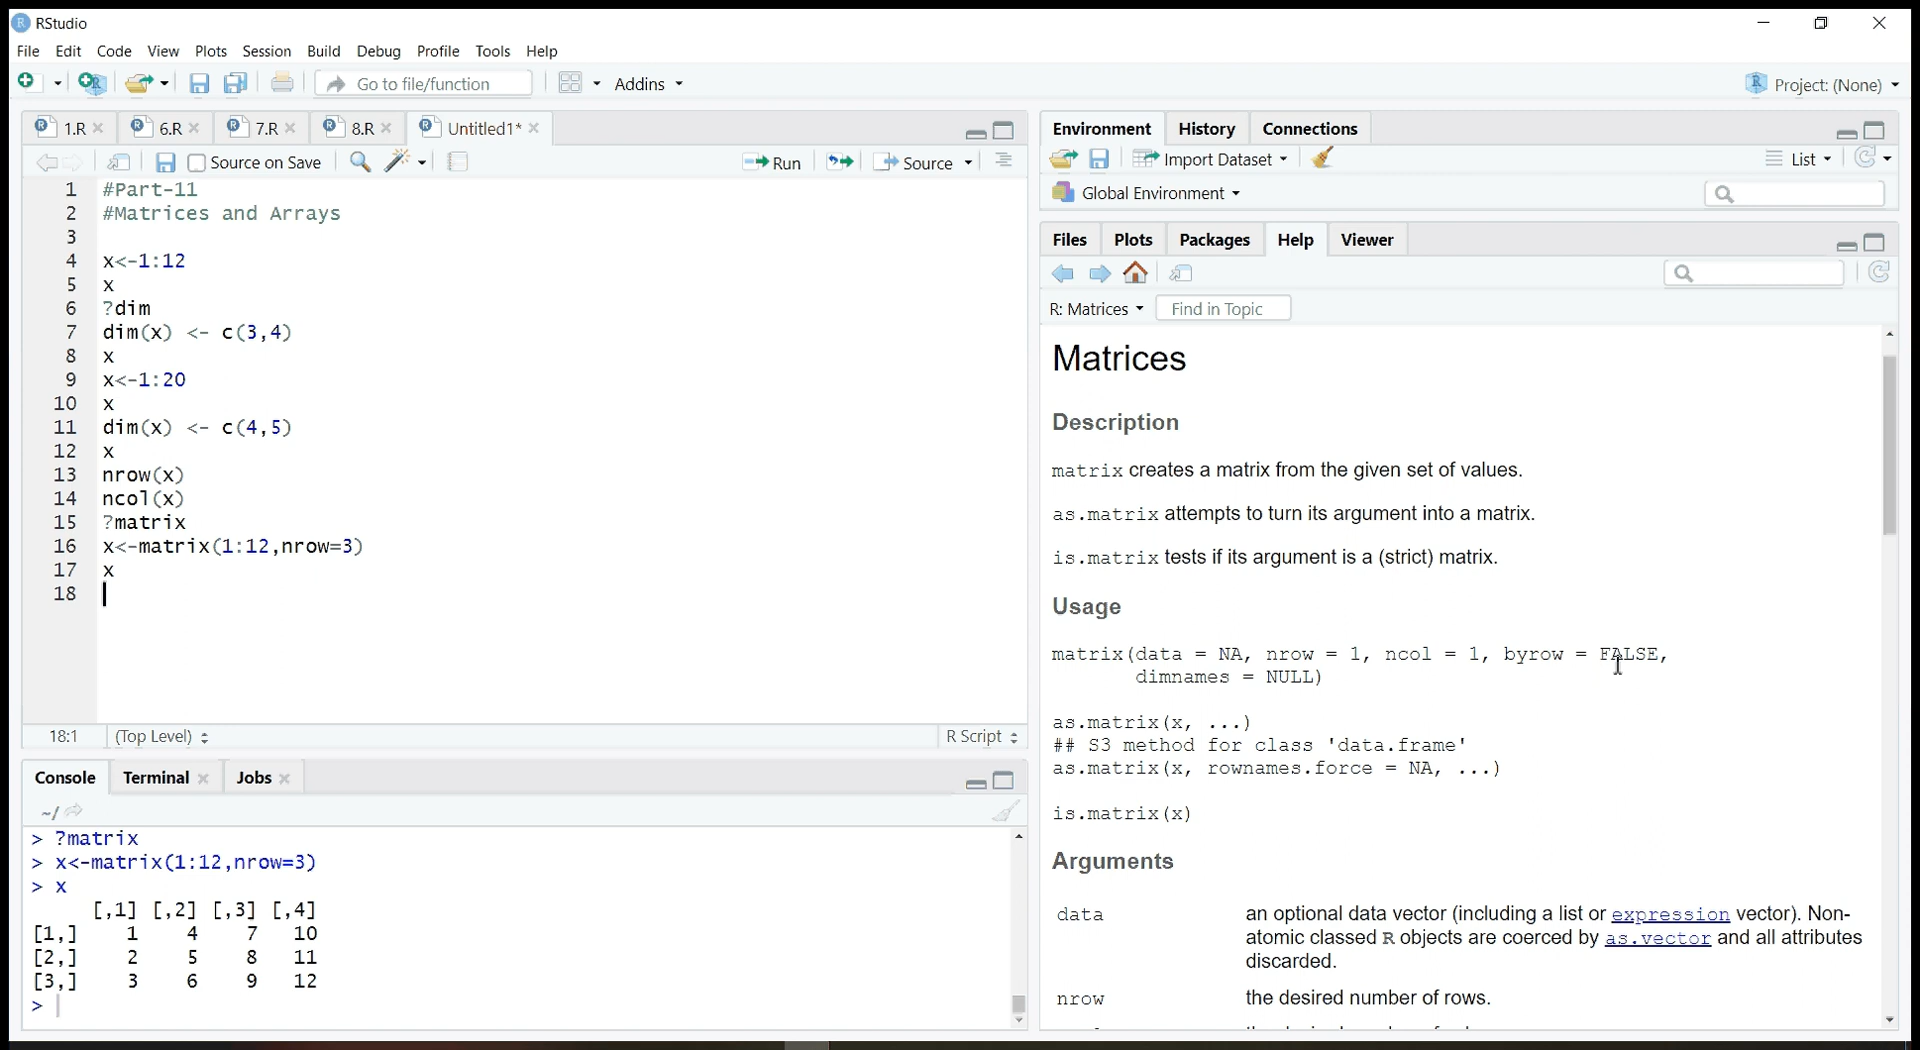 RStudio
File Edit Code View Plots Session Build Debug Profile Tools Help
Go to file/function Addins Project: (None)
1.R 6.R 7.R 8.R Untitled1*
Source on Save Run Source
1 #Part-11
2 #Matrices and Arrays
3
4 x<-1:12
5 x
6 ?dim
7 dim(x) <- c(3,4)
8 x
9 x<-1:20
10 x
11 dim(x) <- c(4,5)
12 x
13 nrow(x)
14 ncol(x)
15 ?matrix
16 x<-matrix(1:12,nrow=3)
17 x
18
18:1 (Top Level) R Script
Console Terminal Jobs
~/
> ?matrix
> x<-matrix(1:12,nrow=3)
> x
[,1] [,2] [,3] [,4]
[1,] 1 4 7 10
[2,] 2 5 8 11
[3,] 3 6 9 12
>
Environment History Connections
Import Dataset List
Global Environment
Files Plots Packages Help Viewer
R: Matrices Find in Topic
Matrices
Description
matrix creates a matrix from the given set of values.
as.matrix attempts to turn its argument into a matrix.
is.matrix tests if its argument is a (strict) matrix.
Usage
matrix(data = NA, nrow = 1, ncol = 1, byrow = FALSE,
dimnames = NULL)
as.matrix(x, ...)
## S3 method for class 'data.frame'
as.matrix(x, rownames.force = NA, ...)
is.matrix(x)
Arguments
data an optional data vector (including a list or expression vector). Non-
atomic classed R objects are coerced by as.vector and all attributes
discarded.
nrow the desired number of rows.